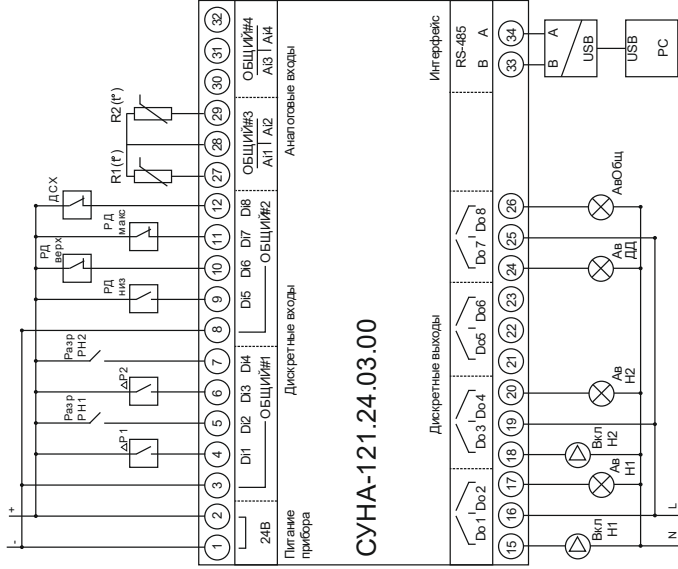 - +
ΔP1
Разр
РН1
ΔP2
Разр
РН2
РД
низ
РД
верх
РД
макс
ДСХ
R1(t°)
R2(t°)
1 2 3 4 5 6 7 8 9 10 11 12 27 28 29 30 31 32
24В Di1 Di2 Di3 Di4 Di5 Di6 Di7 Di8
ОБЩИЙ#1 ОБЩИЙ#2
ОБЩИЙ#3 ОБЩИЙ#4
Ai1 Ai2 Ai3 Ai4
Питание
прибора
Дискретные входы
Аналоговые входы
СУНА-121.24.03.00
Дискретные выходы
Интерфейс
RS-485
Do1 Do2 Do3 Do4 Do5 Do6 Do7 Do8 B A
15 16 17 18 19 20 21 22 23 24 25 26 33 34
Вкл
Н1
Ав
Н1
Вкл
Н2
Ав
Н2
Ав
ДД
АвОбщ
N L
B A
USB
USB
PC